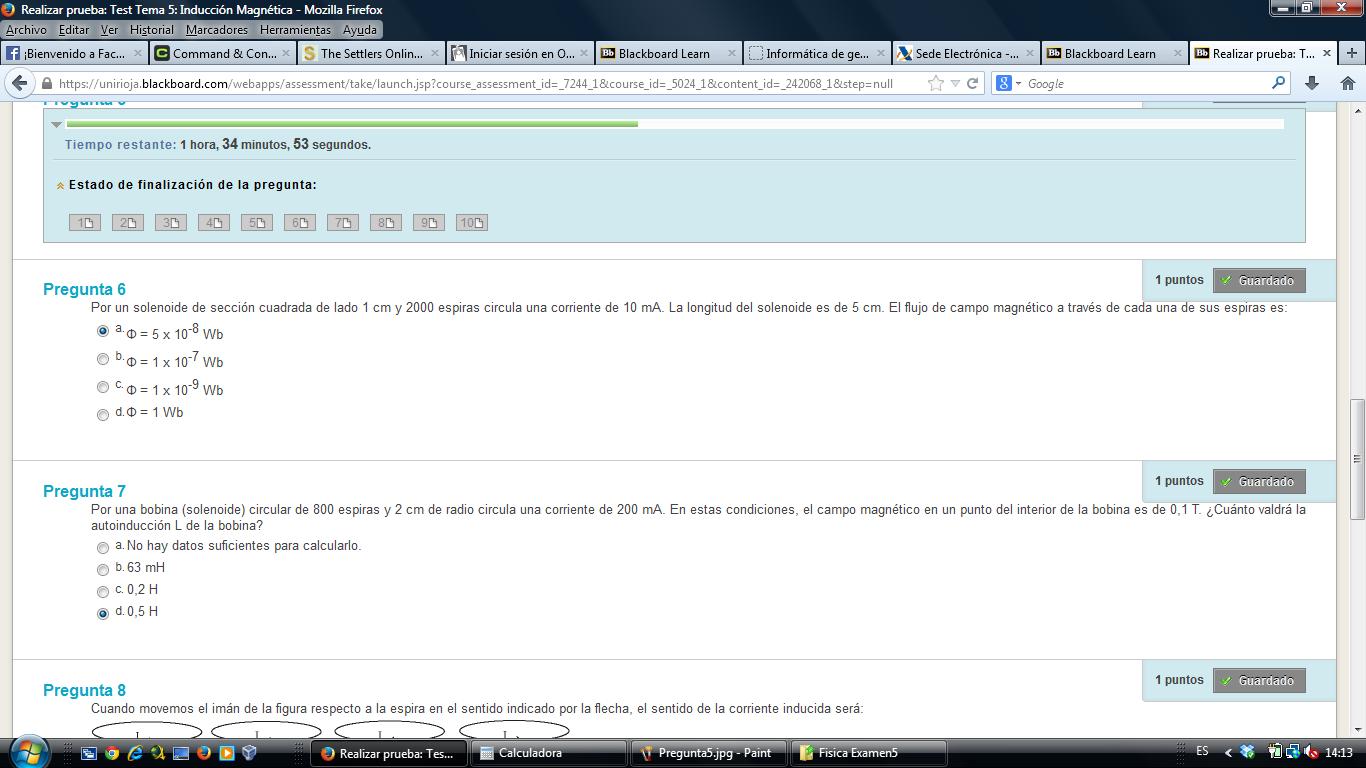 Realizar prueba: Test Tema 5: Inducción Magnética - Mozilla Firefox
Archivo Editar Ver Historial Marcadores Herramientas Ayuda
¡Bienvenido a Fac... Command & Con... The Settlers Onlin... Iniciar sesión en O... Blackboard Learn Informática de ge... Sede Electrónica -... Blackboard Learn Realizar prueba: T...
https://unirioja.blackboard.com/webapps/assessment/take/launch.jsp?course_assessment_id=_7244_1&course_id=_5024_1&content_id=_242068_1&step=null Google
Tiempo restante: 1 hora, 34 minutos, 53 segundos.
Estado de finalización de la pregunta:
1 2 3 4 5 6 7 8 9 10
1 puntos Guardado
Pregunta 6
Por un solenoide de sección cuadrada de lado 1 cm y 2000 espiras circula una corriente de 10 mA. La longitud del solenoide es de 5 cm. El flujo de campo magnético a través de cada una de sus espiras es:
a. Φ = 5 x 10⁻⁸ Wb
b. Φ = 1 x 10⁻⁷ Wb
c. Φ = 1 x 10⁻⁹ Wb
d. Φ = 1 Wb
1 puntos Guardado
Pregunta 7
Por una bobina (solenoide) circular de 800 espiras y 2 cm de radio circula una corriente de 200 mA. En estas condiciones, el campo magnético en un punto del interior de la bobina es de 0,1 T. ¿Cuánto valdrá la
autoinducción L de la bobina?
a. No hay datos suficientes para calcularlo.
b. 63 mH
c. 0,2 H
d. 0,5 H
1 puntos Guardado
Pregunta 8
Cuando movemos el imán de la figura respecto a la espira en el sentido indicado por la flecha, el sentido de la corriente inducida será:
Realizar prueba: Tes... Calculadora Pregunta5.jpg - Paint Fisica Examen5 ES 14:13